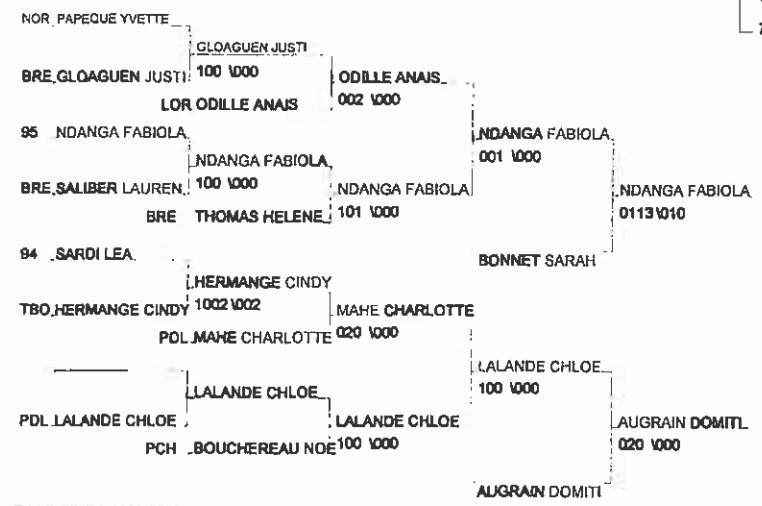 NOR PAPEQUE YVETTE
GLOAGUEN JUSTI
BRE GLOAGUEN JUSTI 100 \000 ODILLE ANAIS
LOR ODILLE ANAIS 002 \000
95 NDANGA FABIOLA NDANGA FABIOLA
NDANGA FABIOLA 001 \000
BRE SALIBER LAUREN 100 \000 NDANGA FABIOLA NDANGA FABIOLA
BRE THOMAS HELENE 101 \000 0113 \010
94 SARDI LEA BONNET SARAH
HERMANGE CINDY
TBO HERMANGE CINDY 1002 \002 MAHE CHARLOTTE
PDL MAHE CHARLOTTE 020 \000
LALANDE CHLOE
LALANDE CHLOE 100 \000
PDL LALANDE CHLOE LALANDE CHLOE AUGRAIN DOMITI
PCH BOUCHEREAU NOE 100 \000 020 \000
AUGRAIN DOMITI